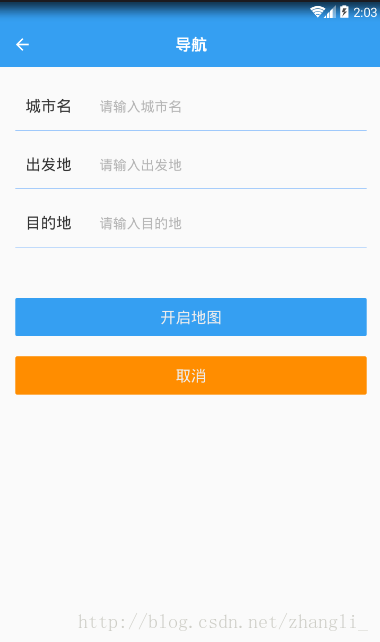 2:03
导航
城市名 请输入城市名
出发地 请输入出发地
目的地 请输入目的地
开启地图
取消
http://blog.csdn.net/zhangli_